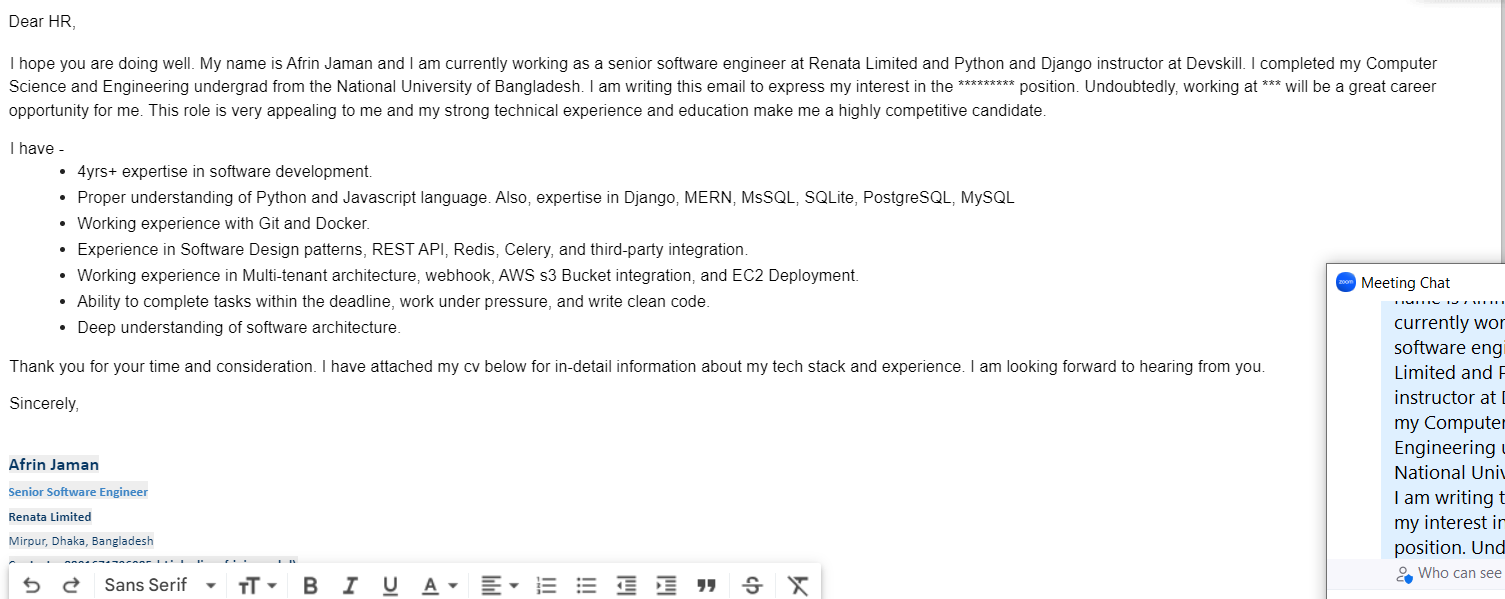 Dear HR,
I hope you are doing well. My name is Afrin Jaman and I am currently working as a senior software engineer at Renata Limited and Python and Django instructor at Devskill. I completed my Computer
Science and Engineering undergrad from the National University of Bangladesh. I am writing this email to express my interest in the ********* position. Undoubtedly, working at *** will be a great career
opportunity for me. This role is very appealing to me and my strong technical experience and education make me a highly competitive candidate.
I have -
• 4yrs+ expertise in software development.
• Proper understanding of Python and Javascript language. Also, expertise in Django, MERN, MsSQL, SQLite, PostgreSQL, MySQL
• Working experience with Git and Docker.
• Experience in Software Design patterns, REST API, Redis, Celery, and third-party integration.
• Working experience in Multi-tenant architecture, webhook, AWS s3 Bucket integration, and EC2 Deployment.
• Ability to complete tasks within the deadline, work under pressure, and write clean code.
• Deep understanding of software architecture.
Thank you for your time and consideration. I have attached my cv below for in-detail information about my tech stack and experience. I am looking forward to hearing from you.
Sincerely,
Afrin Jaman
Senior Software Engineer
Renata Limited
Mirpur, Dhaka, Bangladesh
Sans Serif
zoom Meeting Chat
currently wor
software engi
Limited and
instructor at
my Computer
Engineering
National Univ
I am writing t
my interest in
position. Und
Who can see